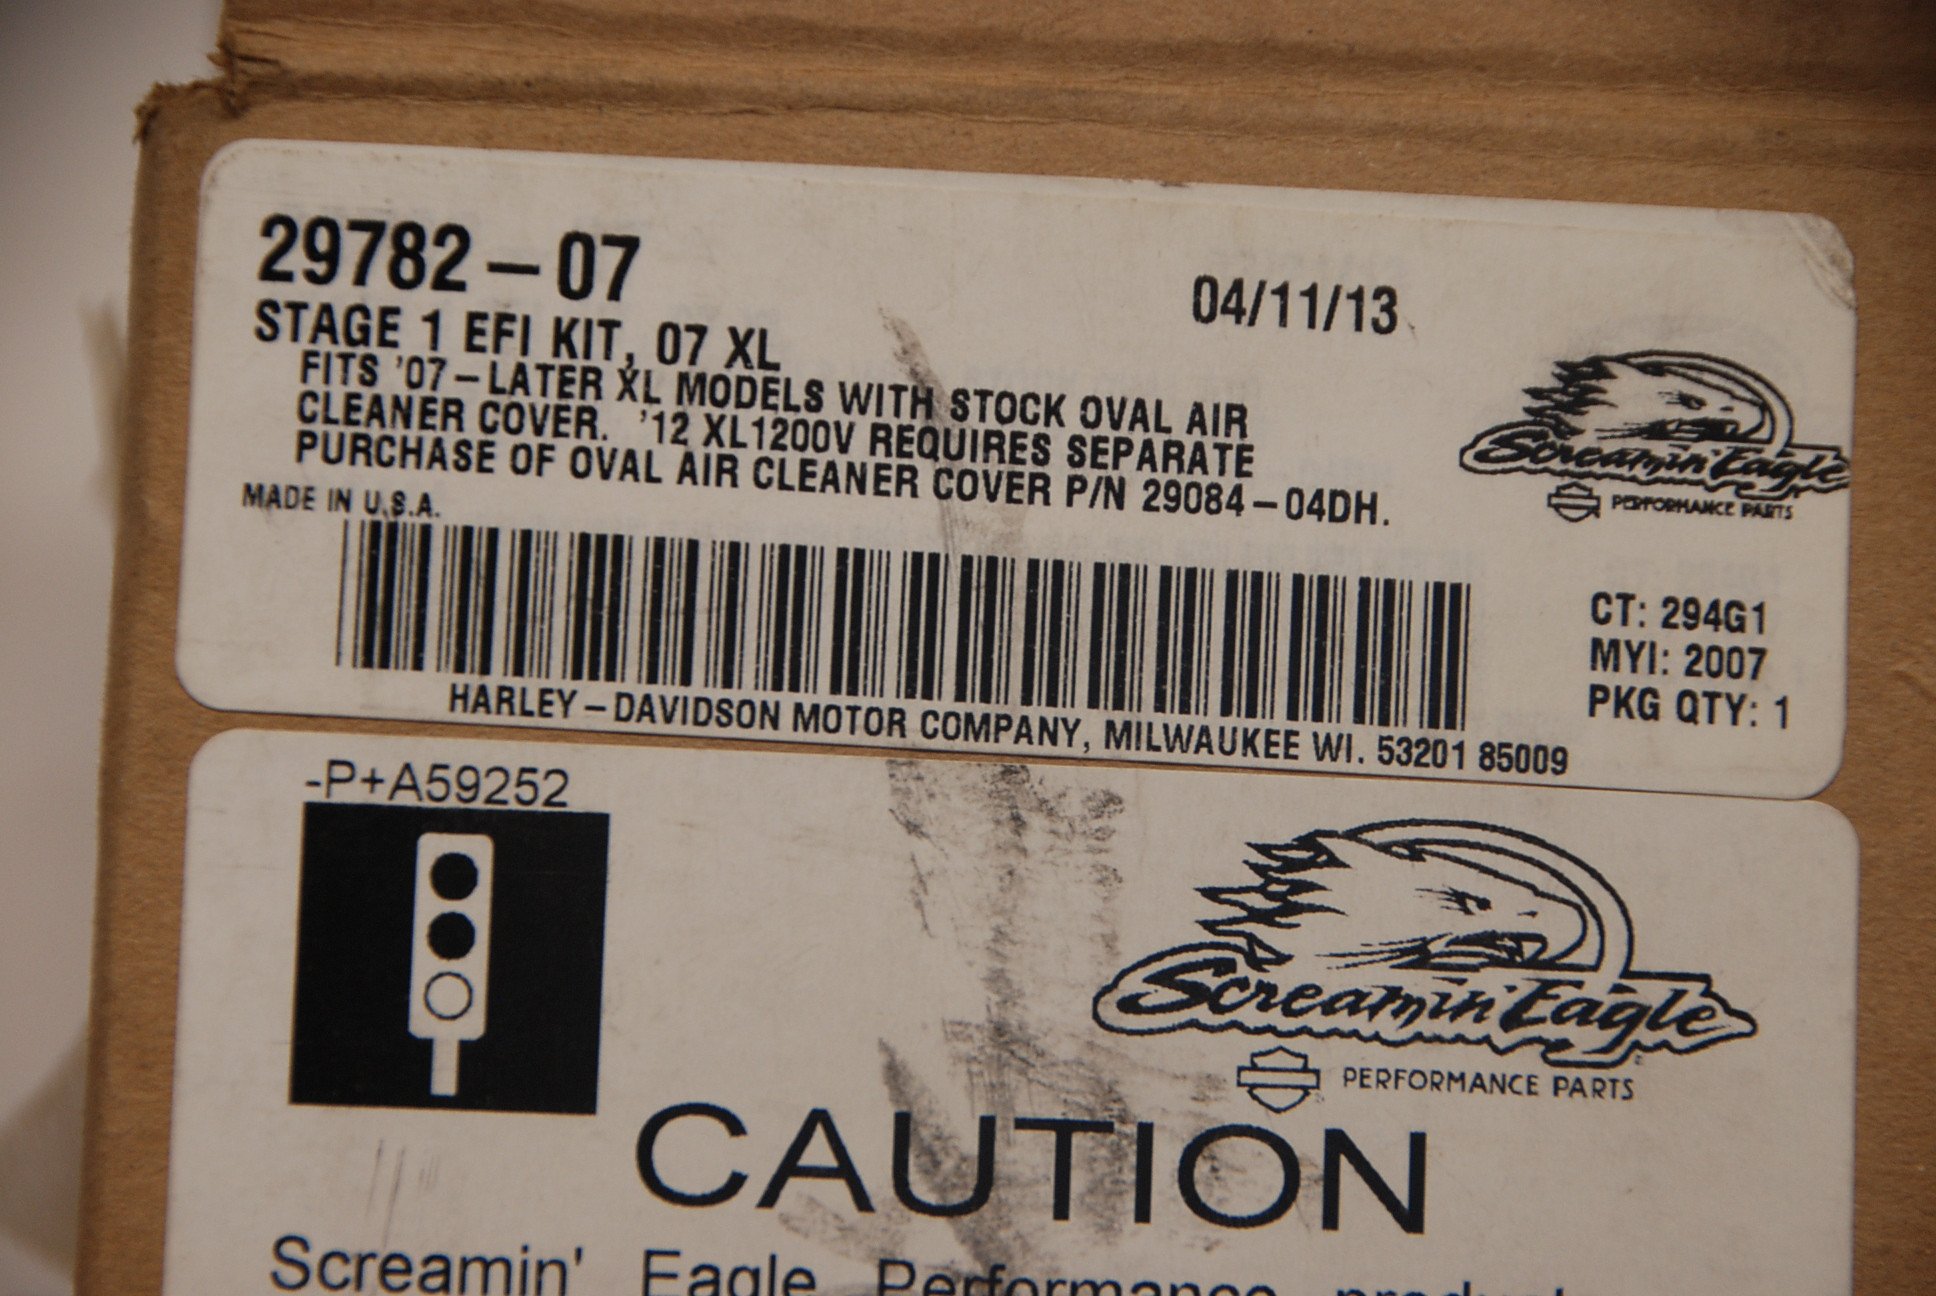 29782-07
04/11/13
STAGE 1 EFI KIT, 07 XL
FITS '07-LATER XL MODELS WITH STOCK OVAL AIR
CLEANER COVER. '12 XL1200V REQUIRES SEPARATE
PURCHASE OF OVAL AIR CLEANER COVER P/N 29084-04DH.
MADE IN U.S.A.
Screamin' Eagle
PERFORMANCE PARTS
CT: 294G1
MYI: 2007
PKG QTY: 1
HARLEY-DAVIDSON MOTOR COMPANY, MILWAUKEE WI. 53201 85009
-P+A59252
Screamin' Eagle
PERFORMANCE PARTS
CAUTION
Screamin' Eagle Performance